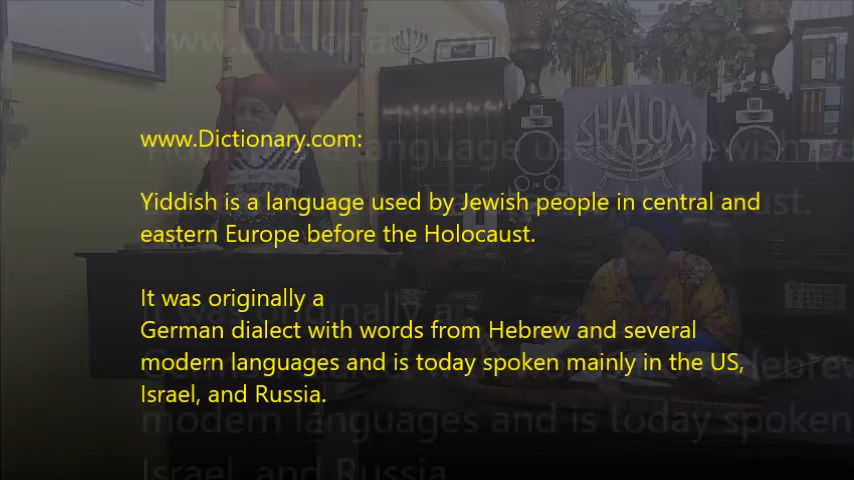 www.Dictionary.com:
Yiddish is a language used by Jewish people in central and
eastern Europe before the Holocaust.
It was originally a
German dialect with words from Hebrew and several
modern languages and is today spoken mainly in the US,
Israel, and Russia.
SHALOM